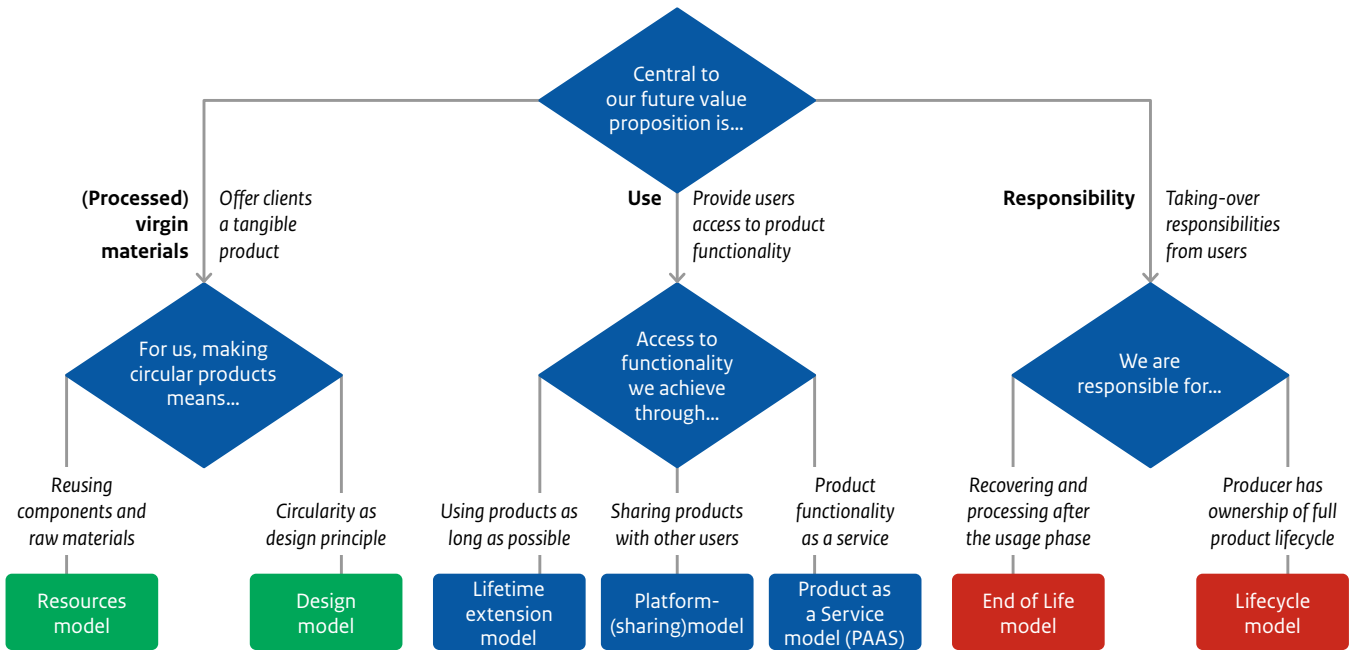 Central to
our future value
proposition is...
(Processed)
virgin
materials
Offer clients
a tangible
product
Use
Provide users
access to product
functionality
Responsibility
Taking-over
responsibilities
from users
For us, making
circular products
means...
Access to
functionality
we achieve
through...
We are
responsible for...
Reusing
components and
raw materials
Circularity as
design principle
Using products as
long as possible
Sharing products
with other users
Product
functionality
as a service
Recovering and
processing after
the usage phase
Producer has
ownership of full
product lifecycle
Resources
model
Design
model
Lifetime
extension
model
Platform-
(sharing)model
Product as
a Service
model (PAAS)
End of Life
model
Lifecycle
model